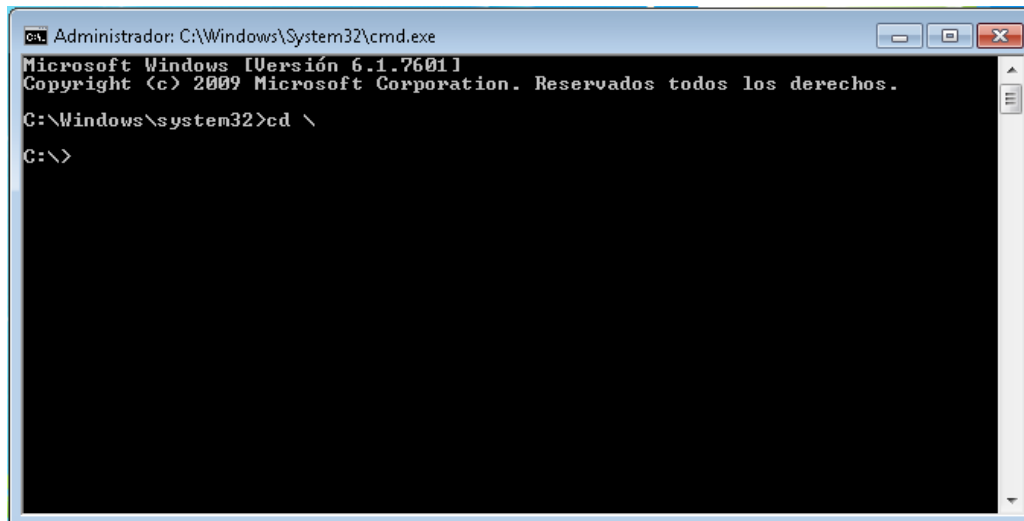 Administrador: C:\Windows\System32\cmd.exe
Microsoft Windows [Versión 6.1.7601]
Copyright (c) 2009 Microsoft Corporation. Reservados todos los derechos.
C:\Windows\system32>cd \
C:\>